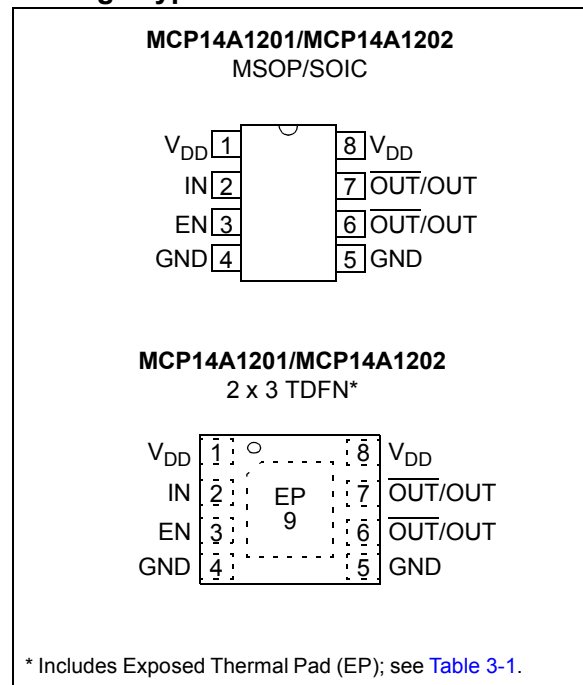 MCP14A1201/MCP14A1202
MSOP/SOIC
VDD 1 8 VDD
IN 2 7 OUT/OUT
EN 3 6 OUT/OUT
GND 4 5 GND
MCP14A1201/MCP14A1202
2 x 3 TDFN*
VDD 1 8 VDD
IN 2 EP 7 OUT/OUT
EN 3 9 6 OUT/OUT
GND 4 5 GND
* Includes Exposed Thermal Pad (EP); see Table 3-1.